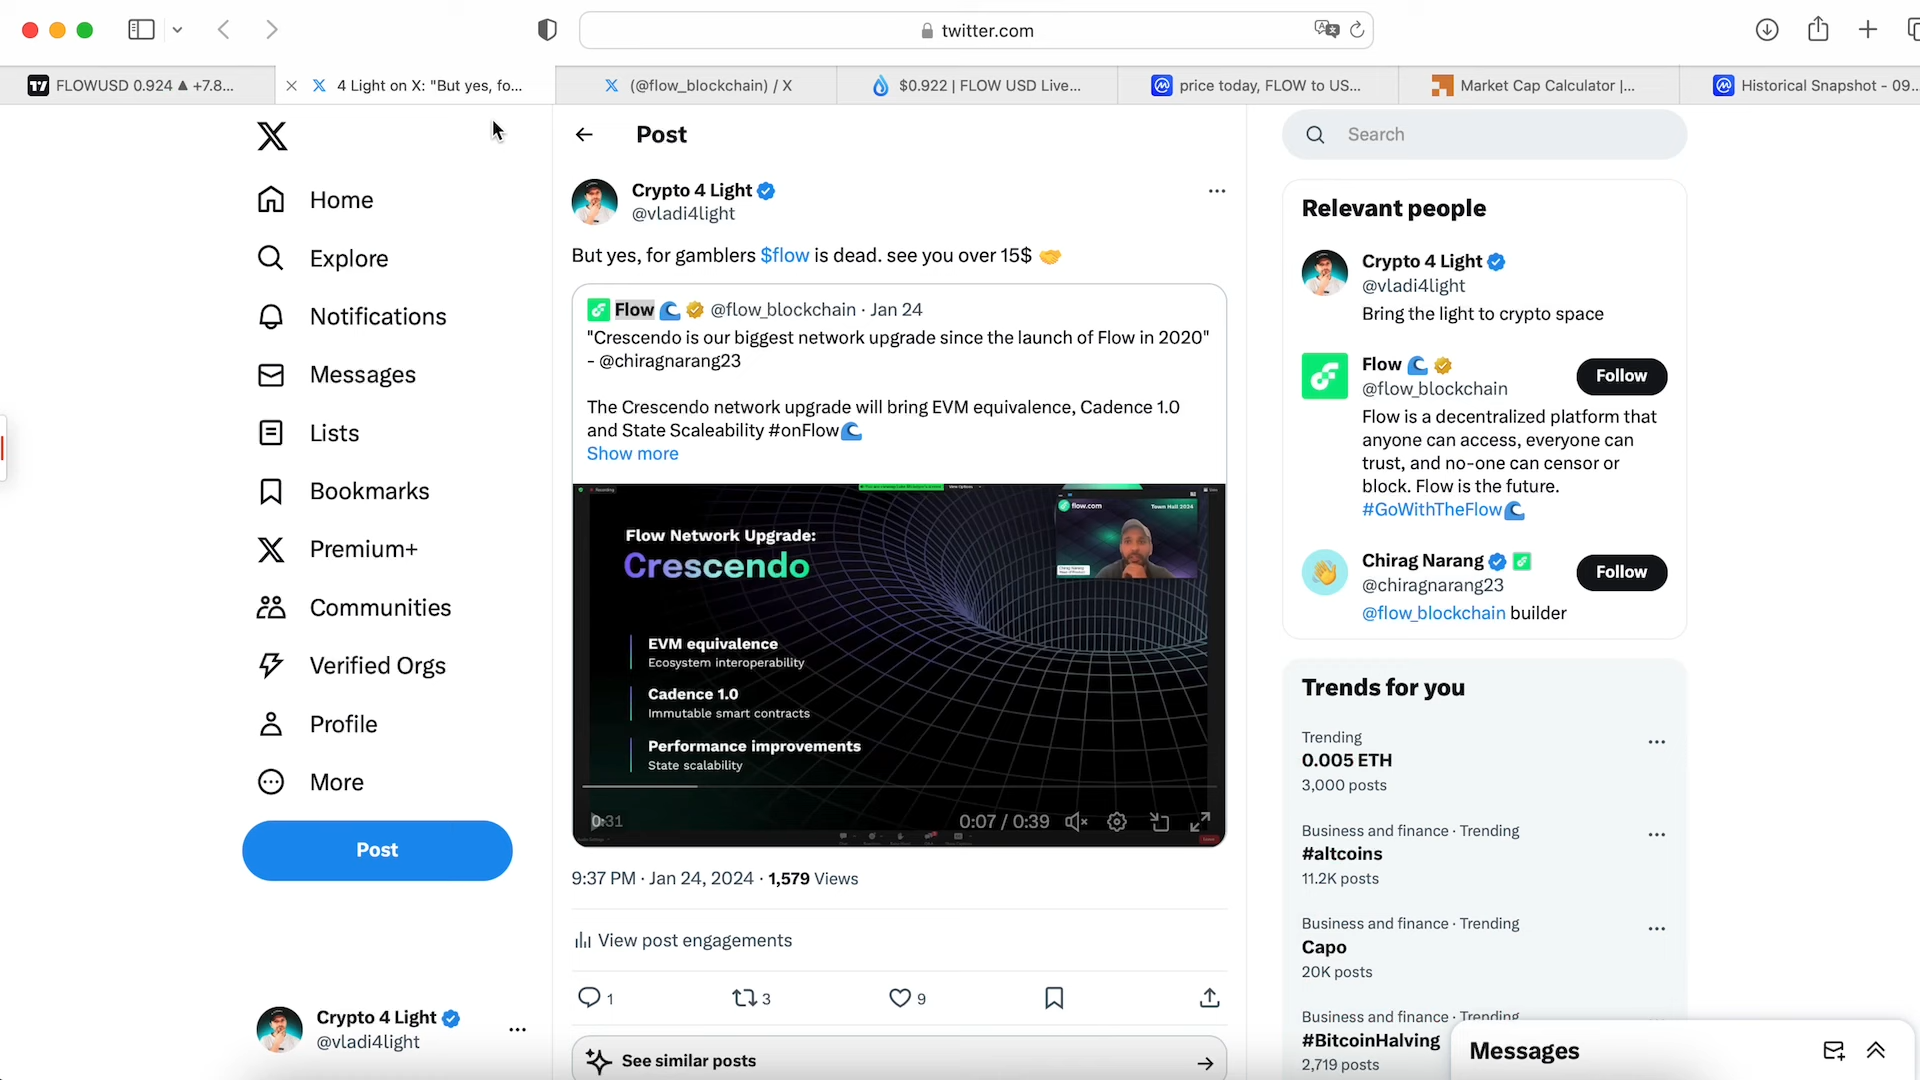 twitter.com
FLOWUSD 0.924 ▲ +7.8...
4 Light on X: "But yes, fo...
(@flow_blockchain) / X
$0.922 | FLOW USD Live...
price today, FLOW to US...
Market Cap Calculator |...
Historical Snapshot - 09...
Home
Explore
Notifications
Messages
Lists
Bookmarks
Premium+
Communities
Verified Orgs
Profile
More
Post
Crypto 4 Light
@vladi4light
Post
Crypto 4 Light
@vladi4light
But yes, for gamblers $flow is dead. see you over 15$ 🤝
Flow 🌊 @flow_blockchain · Jan 24
"Crescendo is our biggest network upgrade since the launch of Flow in 2020"
- @chiragnarang23
The Crescendo network upgrade will bring EVM equivalence, Cadence 1.0
and State Scaleability #onFlow🌊
Show more
flow.com
Town Hall 2024
Flow Network Upgrade:
Crescendo
EVM equivalence
Ecosystem interoperability
Cadence 1.0
Immutable smart contracts
Performance improvements
State scalability
0:31
0:07 / 0:39
9:37 PM · Jan 24, 2024 · 1,579 Views
View post engagements
1
3
9
See similar posts
Search
Relevant people
Crypto 4 Light
@vladi4light
Bring the light to crypto space
Flow 🌊
@flow_blockchain
Follow
Flow is a decentralized platform that
anyone can access, everyone can
trust, and no-one can censor or
block. Flow is the future.
#GoWithTheFlow🌊
Chirag Narang
@chiragnarang23
Follow
@flow_blockchain builder
Trends for you
Trending
0.005 ETH
3,000 posts
Business and finance · Trending
#altcoins
11.2K posts
Business and finance · Trending
Capo
20K posts
Business and finance · Trending
#BitcoinHalving
2,719 posts
Messages